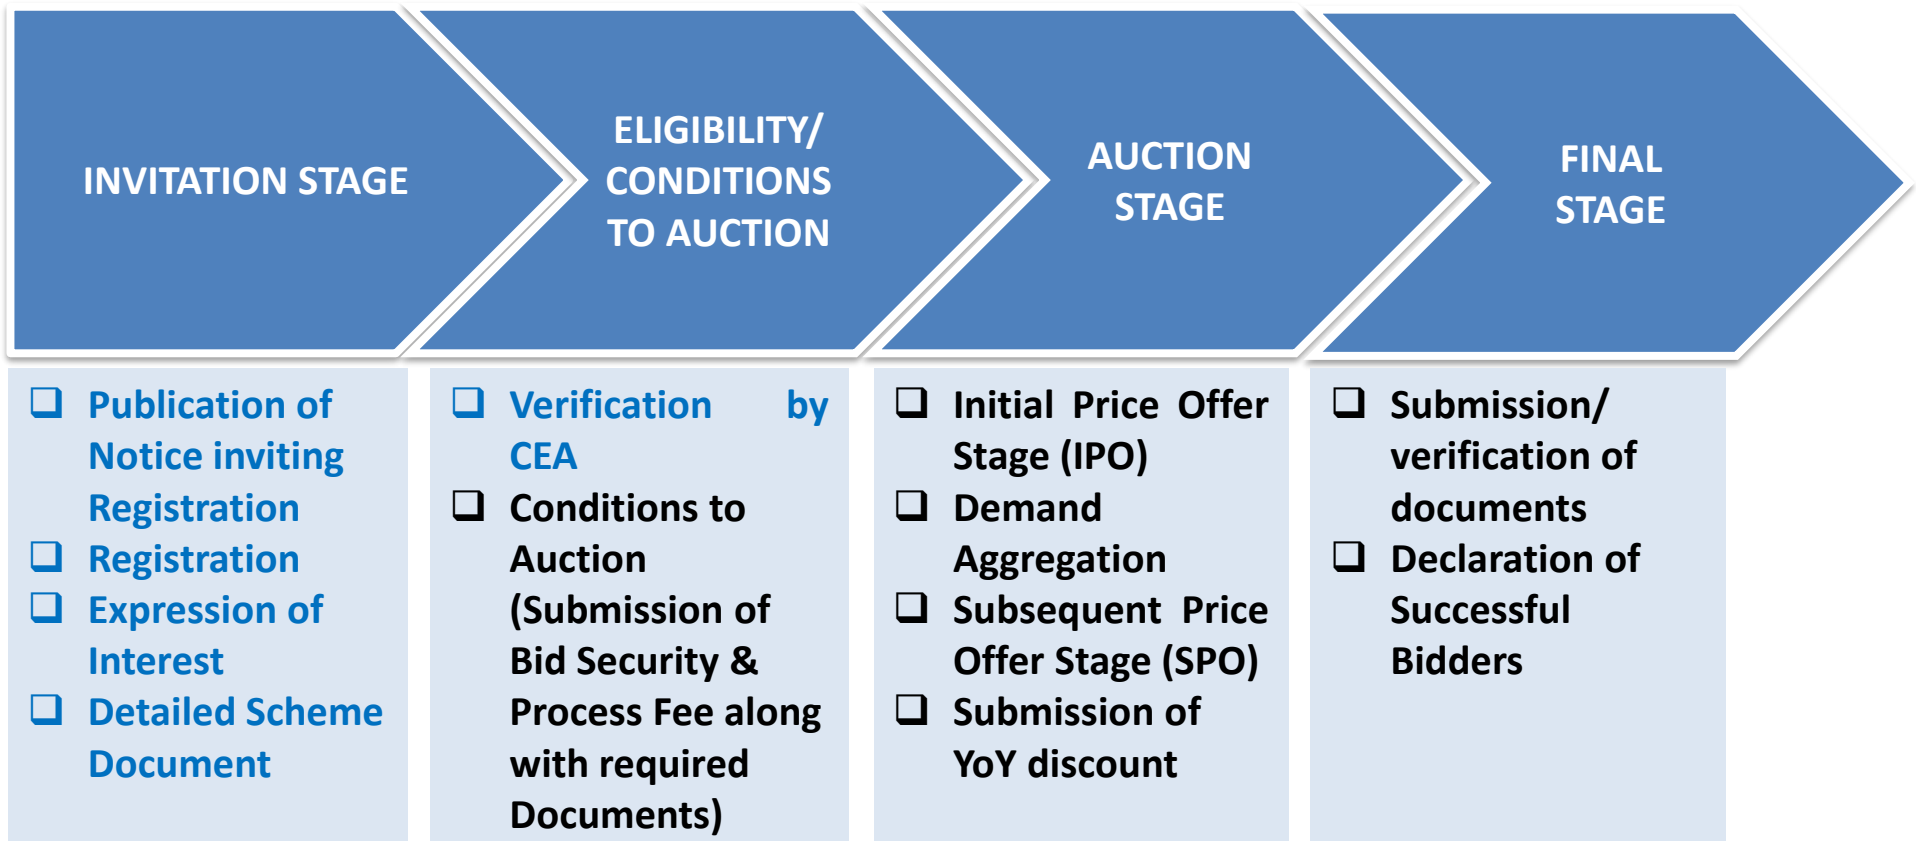 INVITATION STAGE
ELIGIBILITY/
CONDITIONS
TO AUCTION
AUCTION
STAGE
FINAL
STAGE
❑ Publication of
Notice inviting
Registration
❑ Registration
❑ Expression of
Interest
❑ Detailed Scheme
Document
❑ Verification by
CEA
❑ Conditions to
Auction
(Submission of
Bid Security &
Process Fee along
with required
Documents)
❑ Initial Price Offer
Stage (IPO)
❑ Demand
Aggregation
❑ Subsequent Price
Offer Stage (SPO)
❑ Submission of
YoY discount
❑ Submission/
verification of
documents
❑ Declaration of
Successful
Bidders